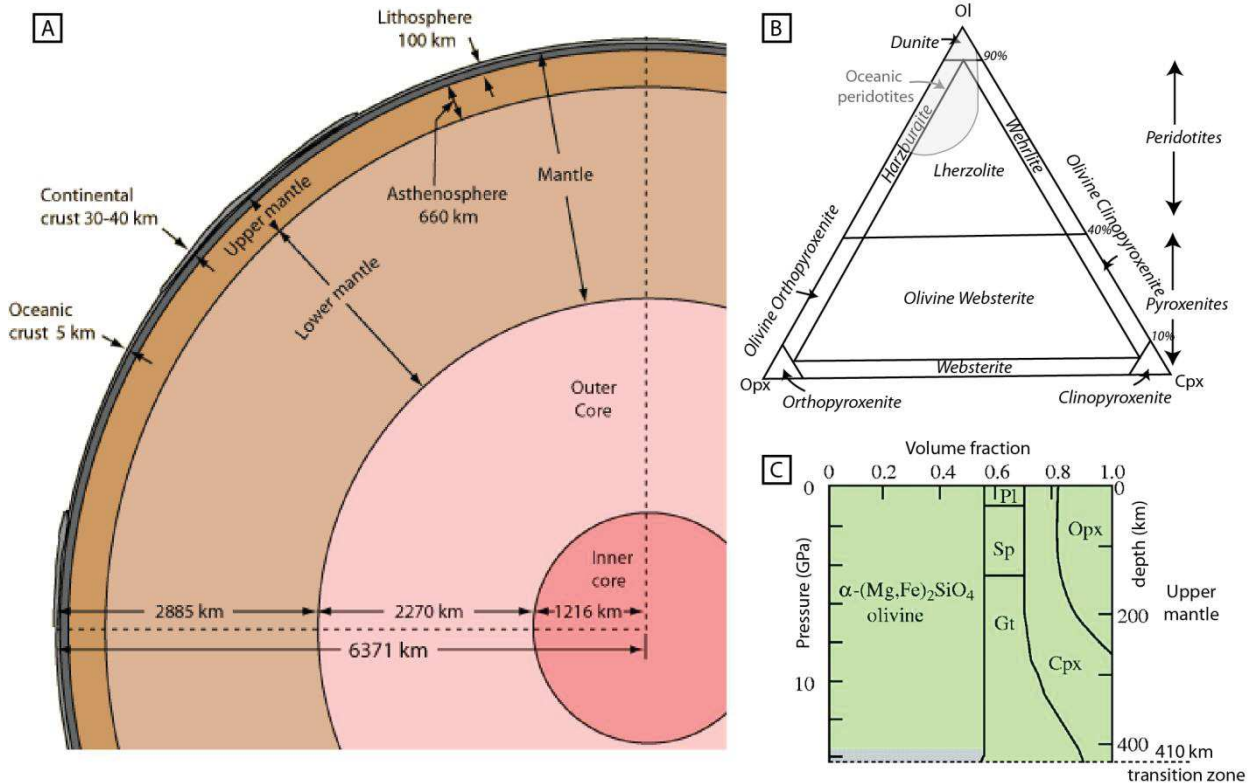 A
Lithosphere
100 km
Continental
crust 30-40 km
Oceanic
crust 5 km
Upper mantle
Asthenosphere
660 km
Mantle
Lower mantle
Outer
Core
Inner
core
2885 km
2270 km
1216 km
6371 km
B
Ol
Dunite
90%
Oceanic
peridotites
Harzburgite
Wehrlite
Lherzolite
Peridotites
40%
Olivine Orthopyroxenite
Olivine Clinopyroxenite
Olivine Websterite
Pyroxenites
10%
Websterite
Opx
Cpx
Orthopyroxenite
Clinopyroxenite
C
Volume fraction
0 0.2 0.4 0.6 0.8 1.0
0
10
Pressure (GPa)
Pl
Sp
Gt
Opx
Cpx
α-(Mg,Fe)₂SiO₄
olivine
0
200
400
depth (km)
Upper
mantle
410 km
transition zone